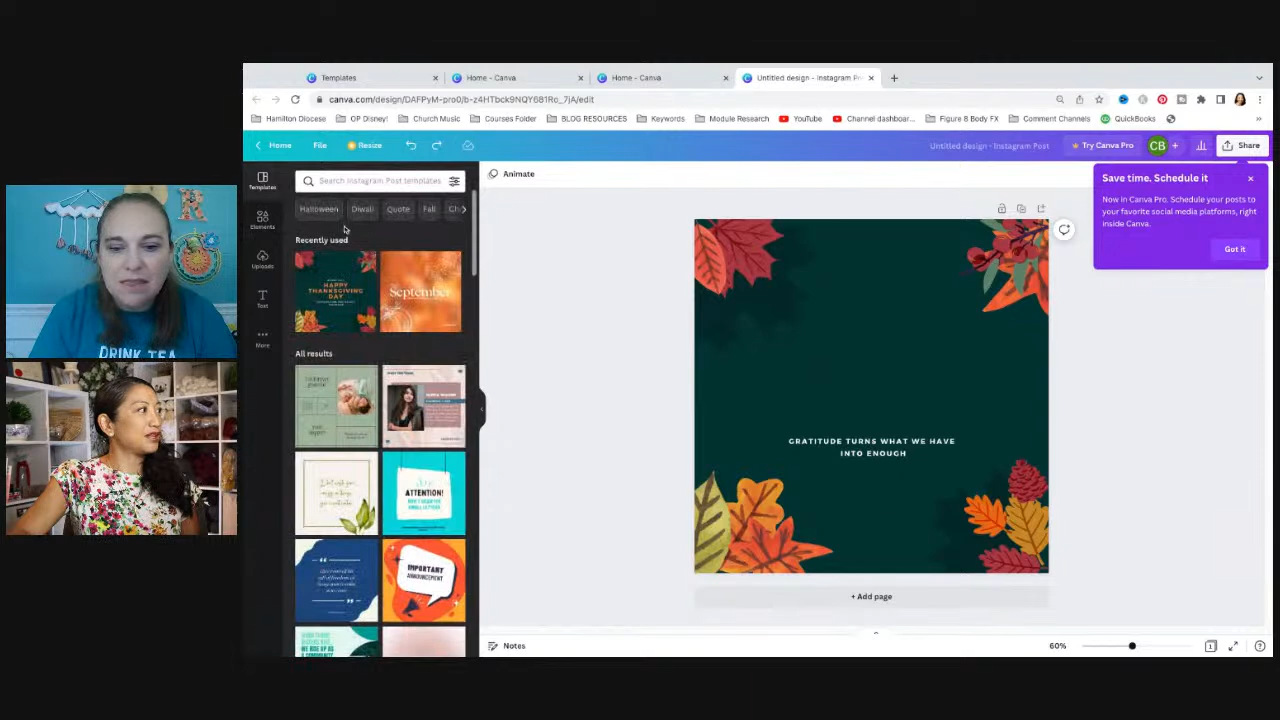 Templates
Home - Canva
Home - Canva
Untitled design - Instagram Pr
canva.com/design/DAFPyM-pro0/b-z4HTbck9NQY681Ro_7jA/edit
Hamilton Diocese
OP Disney!
Church Music
Courses Folder
BLOG RESOURCES
Keywords
Module Research
YouTube
Channel dashboar...
Figure 8 Body FX
Comment Channels
QuickBooks
Home
File
Resize
Untitled design - Instagram Post
Try Canva Pro
CB
Share
Templates
Elements
Uploads
Text
More
Search Instagram Post templates
Halloween
Diwali
Quote
Fall
Ch
Recently used
HAPPY
THANKSGIVING
DAY
September
All results
ATTENTION!
IMPORTANT
ANNOUNCEMENT
Animate
Save time. Schedule it
Now in Canva Pro. Schedule your posts to
your favorite social media platforms, right
inside Canva.
Got it
GRATITUDE TURNS WHAT WE HAVE
INTO ENOUGH
+ Add page
Notes
60%
1
DRINK TEA